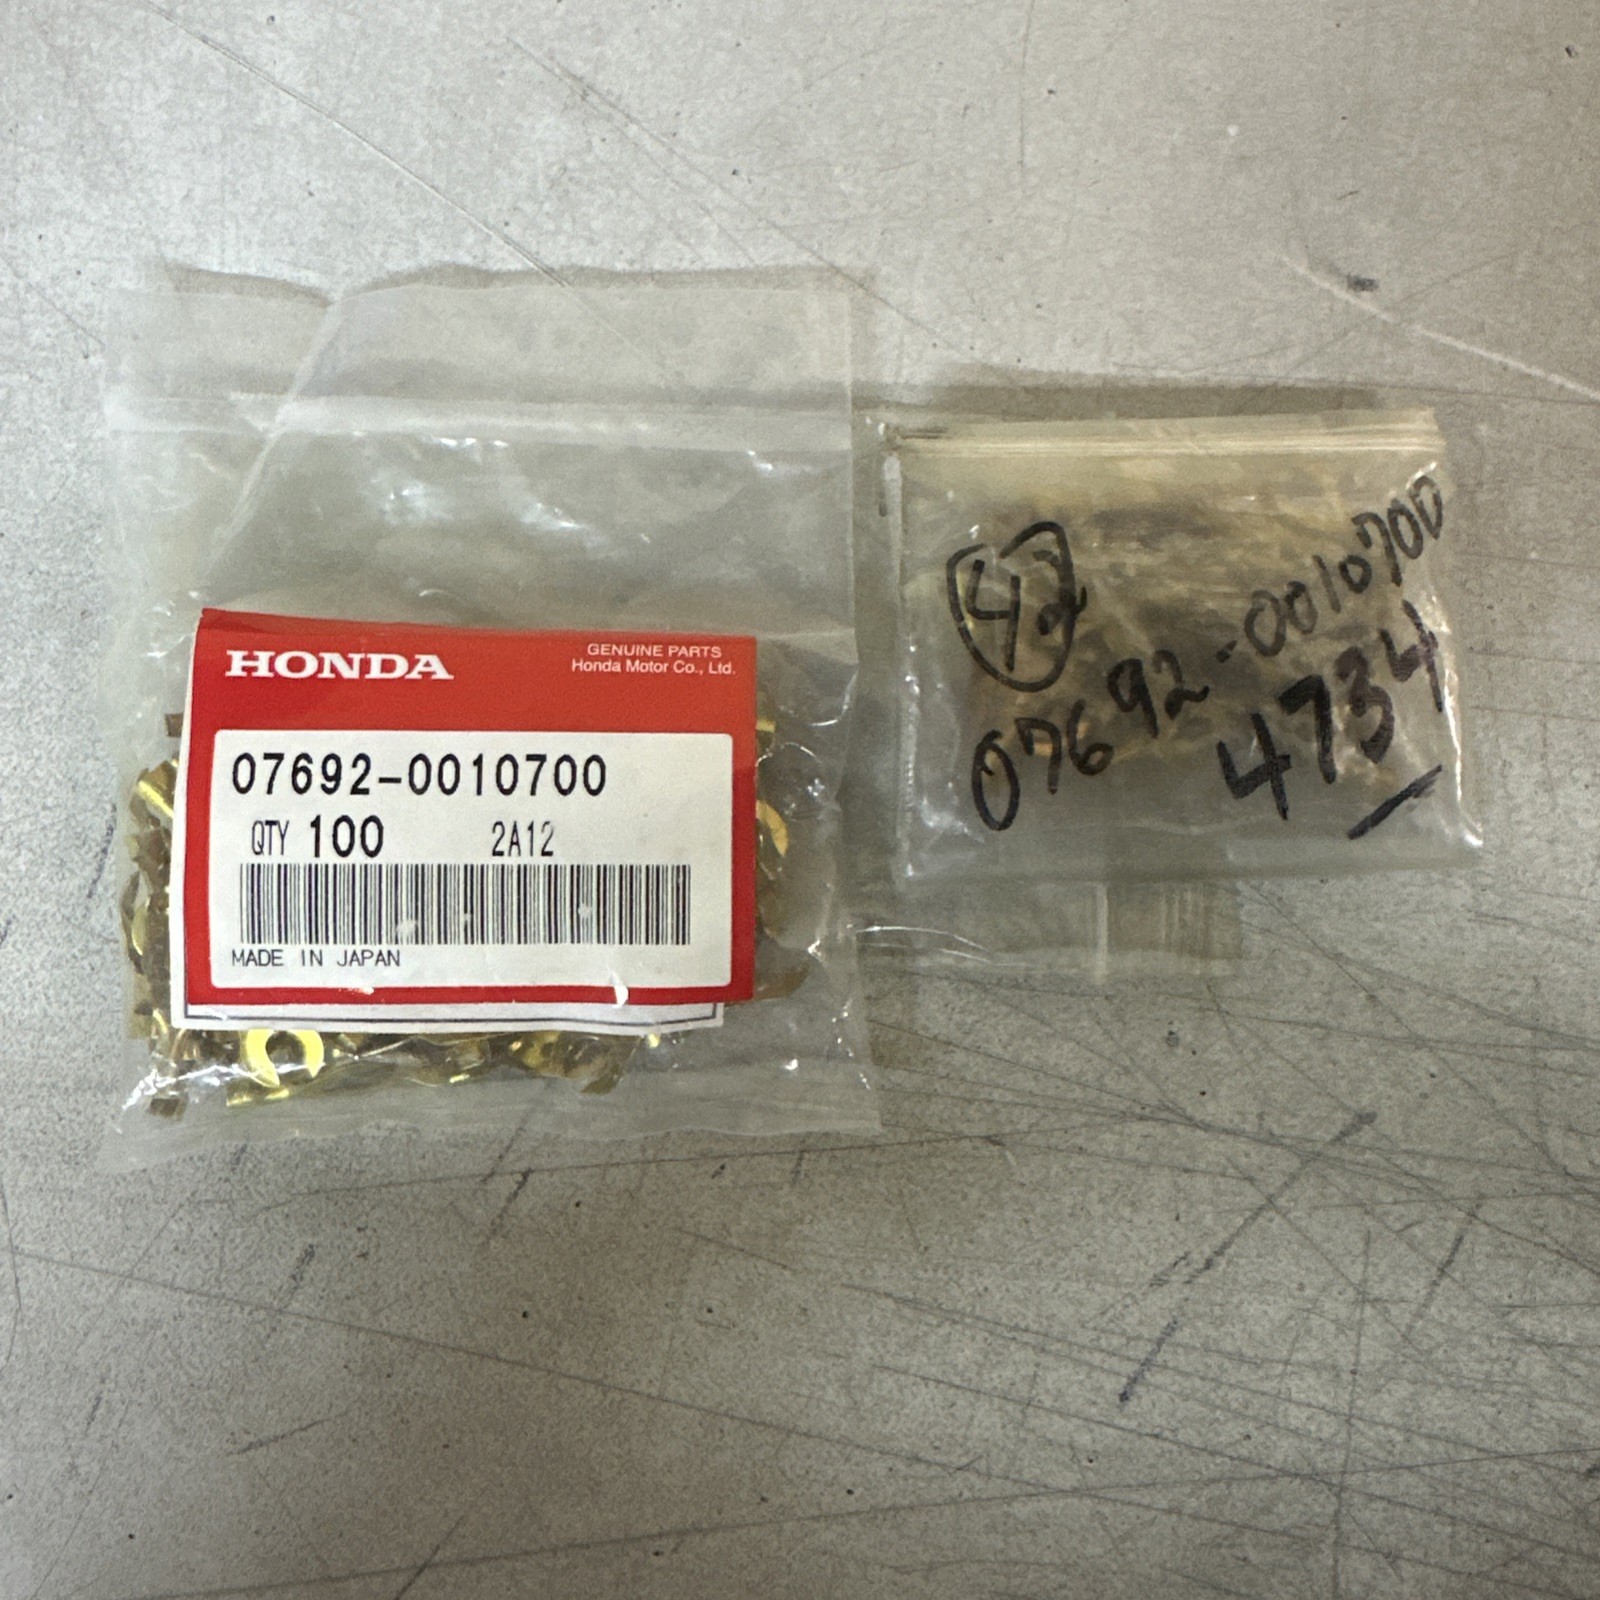 HONDA
GENUINE PARTS
Honda Motor Co., Ltd.
07692-0010700
QTY 100 2A12
MADE IN JAPAN
42
07692-0010700
4734